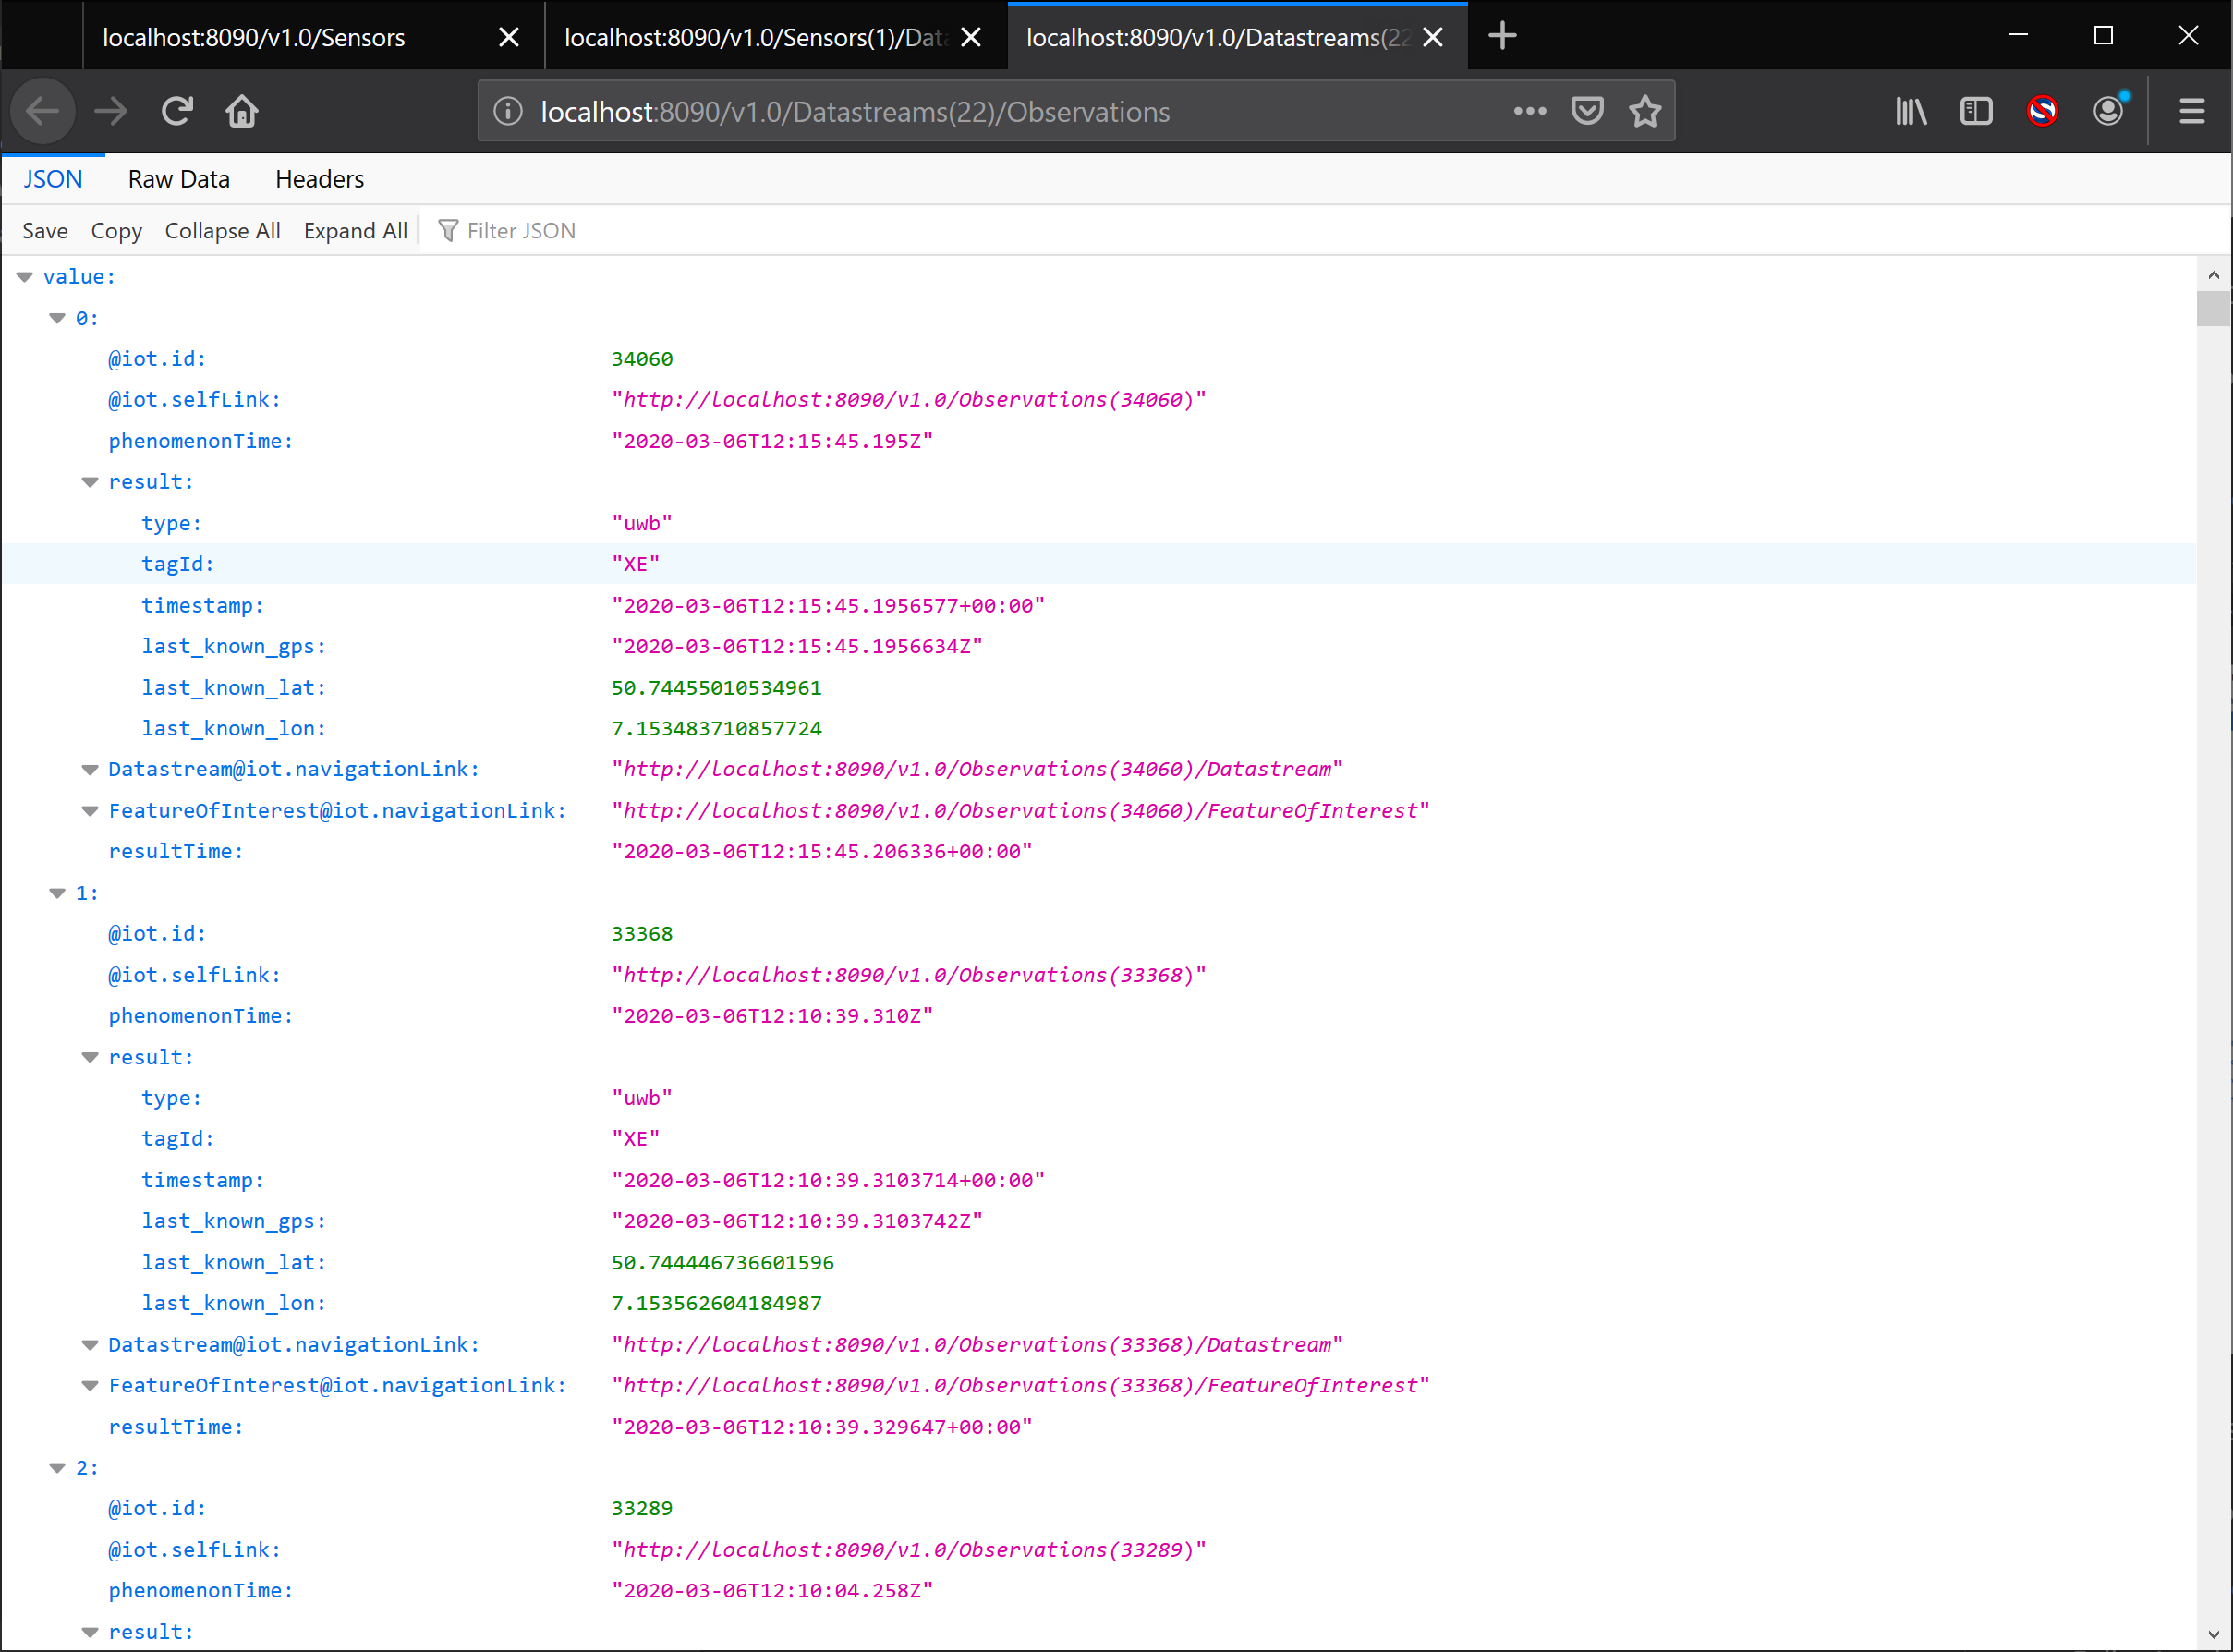 localhost:8090/v1.0/Sensors
localhost:8090/v1.0/Sensors(1)/Data
localhost:8090/v1.0/Datastreams(22
localhost:8090/v1.0/Datastreams(22)/Observations
JSON Raw Data Headers
Save Copy Collapse All Expand All Filter JSON
value:
0:
@iot.id: 34060
@iot.selfLink: "http://localhost:8090/v1.0/Observations(34060)"
phenomenonTime: "2020-03-06T12:15:45.195Z"
result:
type: "uwb"
tagId: "XE"
timestamp: "2020-03-06T12:15:45.1956577+00:00"
last_known_gps: "2020-03-06T12:15:45.1956634Z"
last_known_lat: 50.74455010534961
last_known_lon: 7.153483710857724
Datastream@iot.navigationLink: "http://localhost:8090/v1.0/Observations(34060)/Datastream"
FeatureOfInterest@iot.navigationLink: "http://localhost:8090/v1.0/Observations(34060)/FeatureOfInterest"
resultTime: "2020-03-06T12:15:45.206336+00:00"
1:
@iot.id: 33368
@iot.selfLink: "http://localhost:8090/v1.0/Observations(33368)"
phenomenonTime: "2020-03-06T12:10:39.310Z"
result:
type: "uwb"
tagId: "XE"
timestamp: "2020-03-06T12:10:39.3103714+00:00"
last_known_gps: "2020-03-06T12:10:39.3103742Z"
last_known_lat: 50.744446736601596
last_known_lon: 7.153562604184987
Datastream@iot.navigationLink: "http://localhost:8090/v1.0/Observations(33368)/Datastream"
FeatureOfInterest@iot.navigationLink: "http://localhost:8090/v1.0/Observations(33368)/FeatureOfInterest"
resultTime: "2020-03-06T12:10:39.329647+00:00"
2:
@iot.id: 33289
@iot.selfLink: "http://localhost:8090/v1.0/Observations(33289)"
phenomenonTime: "2020-03-06T12:10:04.258Z"
result: